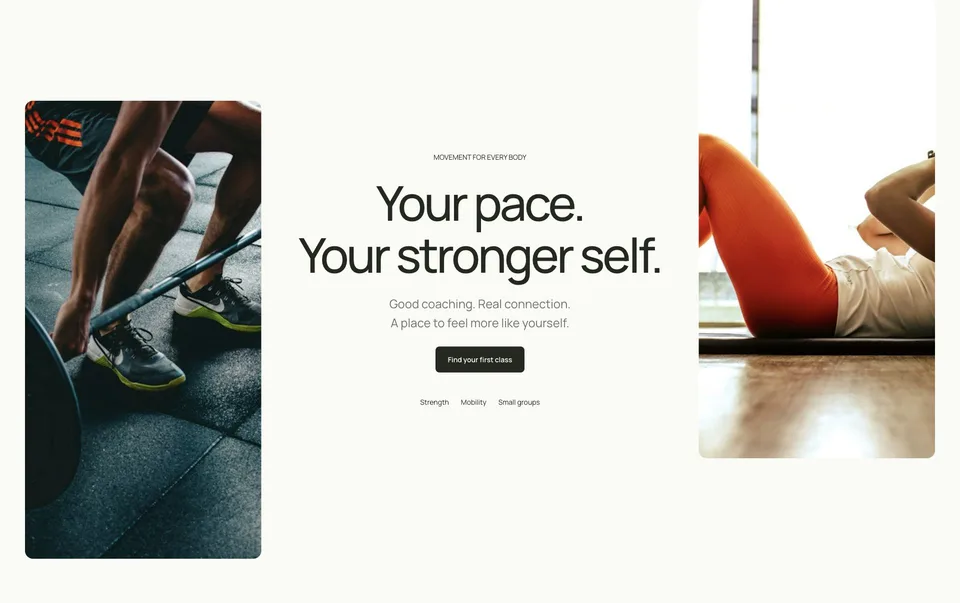 MOVEMENT FOR EVERY BODY
Your pace.
Your stronger self.
Good coaching. Real connection.
A place to feel more like yourself.
Find your first class
Strength Mobility Small groups